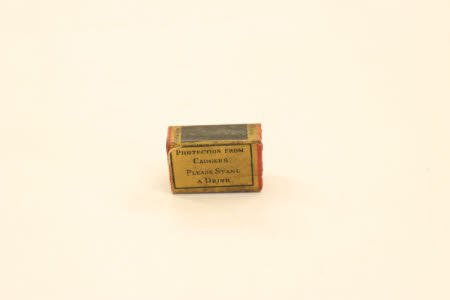 PROTECTION FROM
CADGERS.
PLEASE STAND
A DRINK